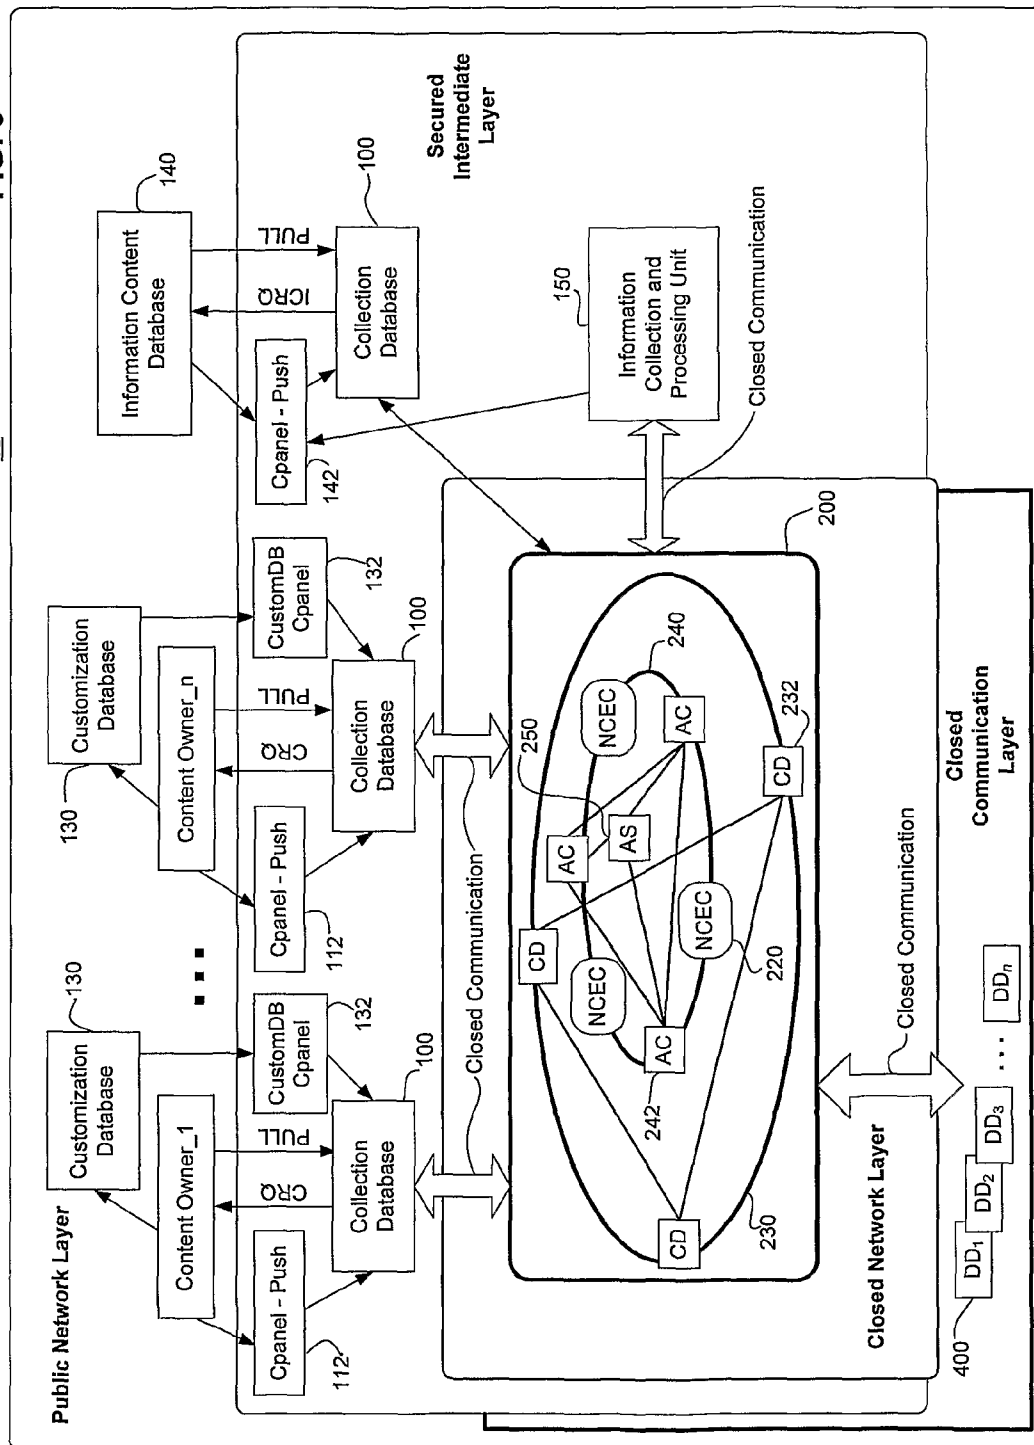 Public Network Layer
Customization
Database
130
Content Owner_1
Cpanel - Push
112
CRQ
PULL
CustomDB
Cpanel
132
Collection
Database
100
Customization
Database
130
Content Owner_n
Cpanel - Push
112
CRQ
PULL
CustomDB
Cpanel
132
Collection
Database
100
Information Content
Database
140
Cpanel - Push
142
ICRQ
PULL
Collection
Database
100
Secured
Intermediate
Layer
Information
Collection and
Processing Unit
150
Closed Communication
Closed Communication
200
CD
CD
CD
232
230
AC
AC
AC
242
240
AS
250
NCEC
NCEC
NCEC
220
Closed Network Layer
Closed Communication
Closed
Communication
Layer
DD1
DD2
DD3
...
DDn
400